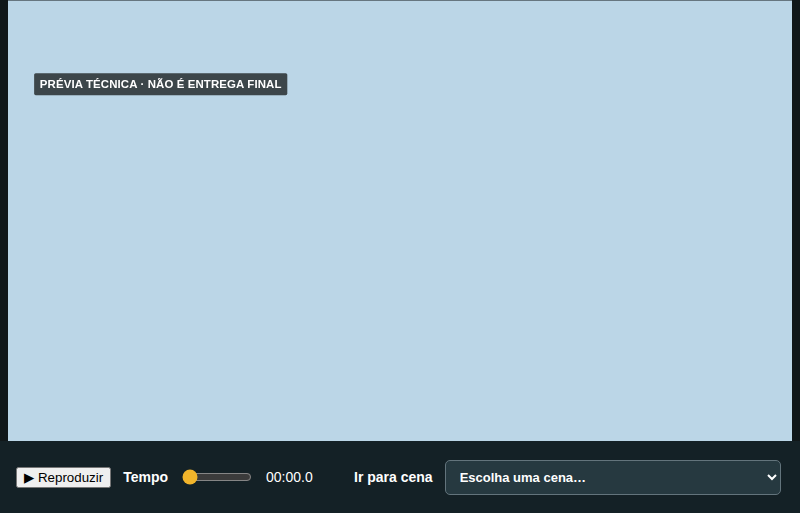 PRÉVIA TÉCNICA · NÃO É ENTREGA FINAL
▶ Reproduzir Tempo 00:00.0 Ir para cena Escolha uma cena…